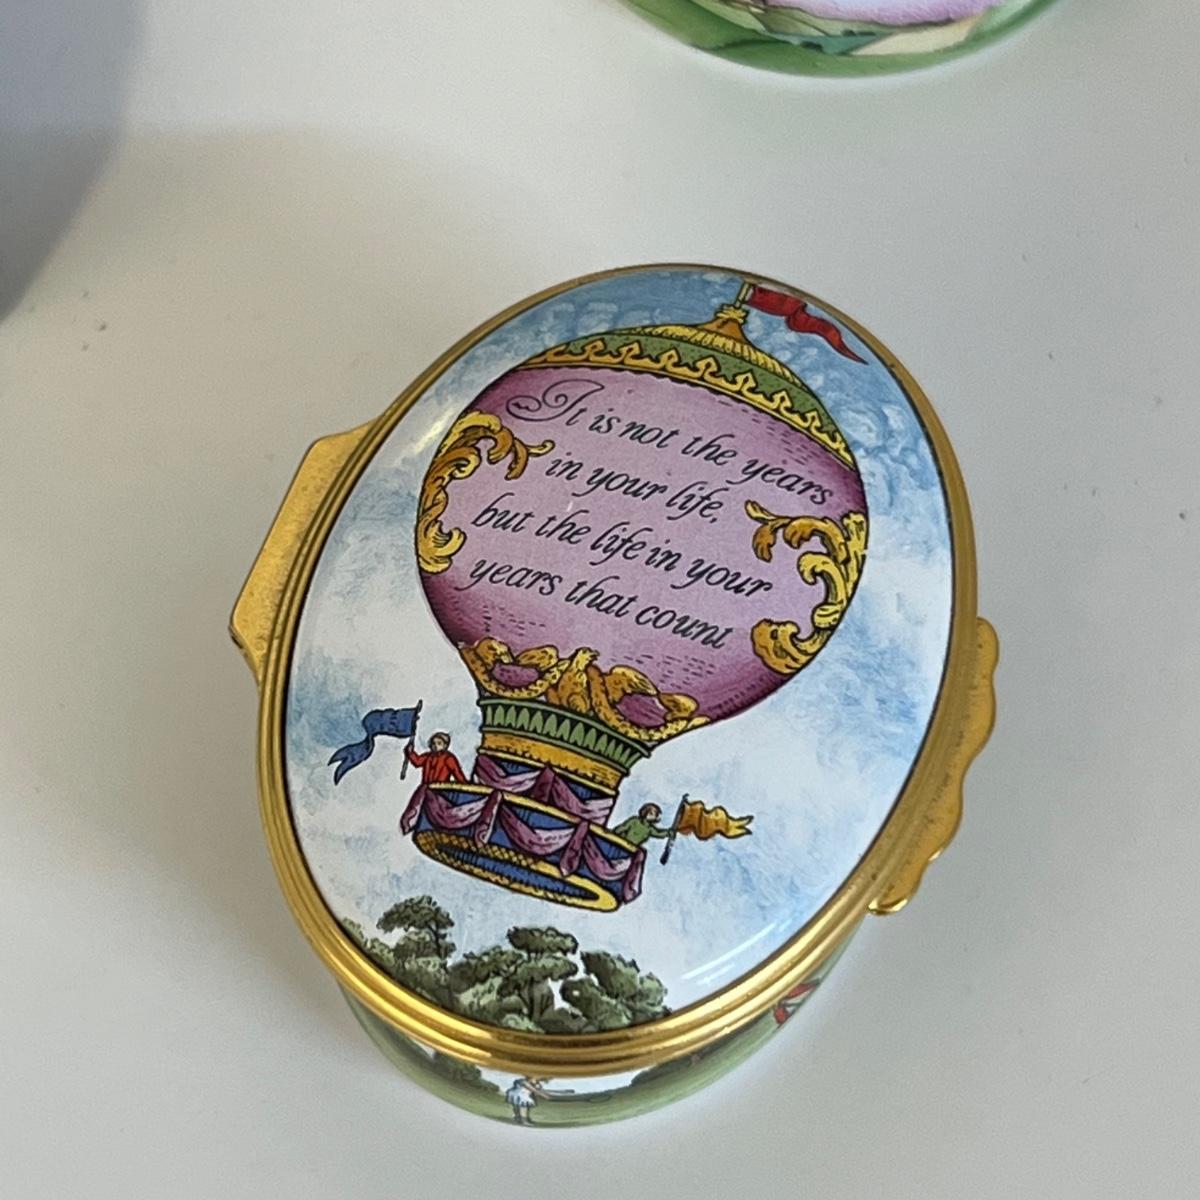 It is not the years
in your life,
but the life in your
years that count